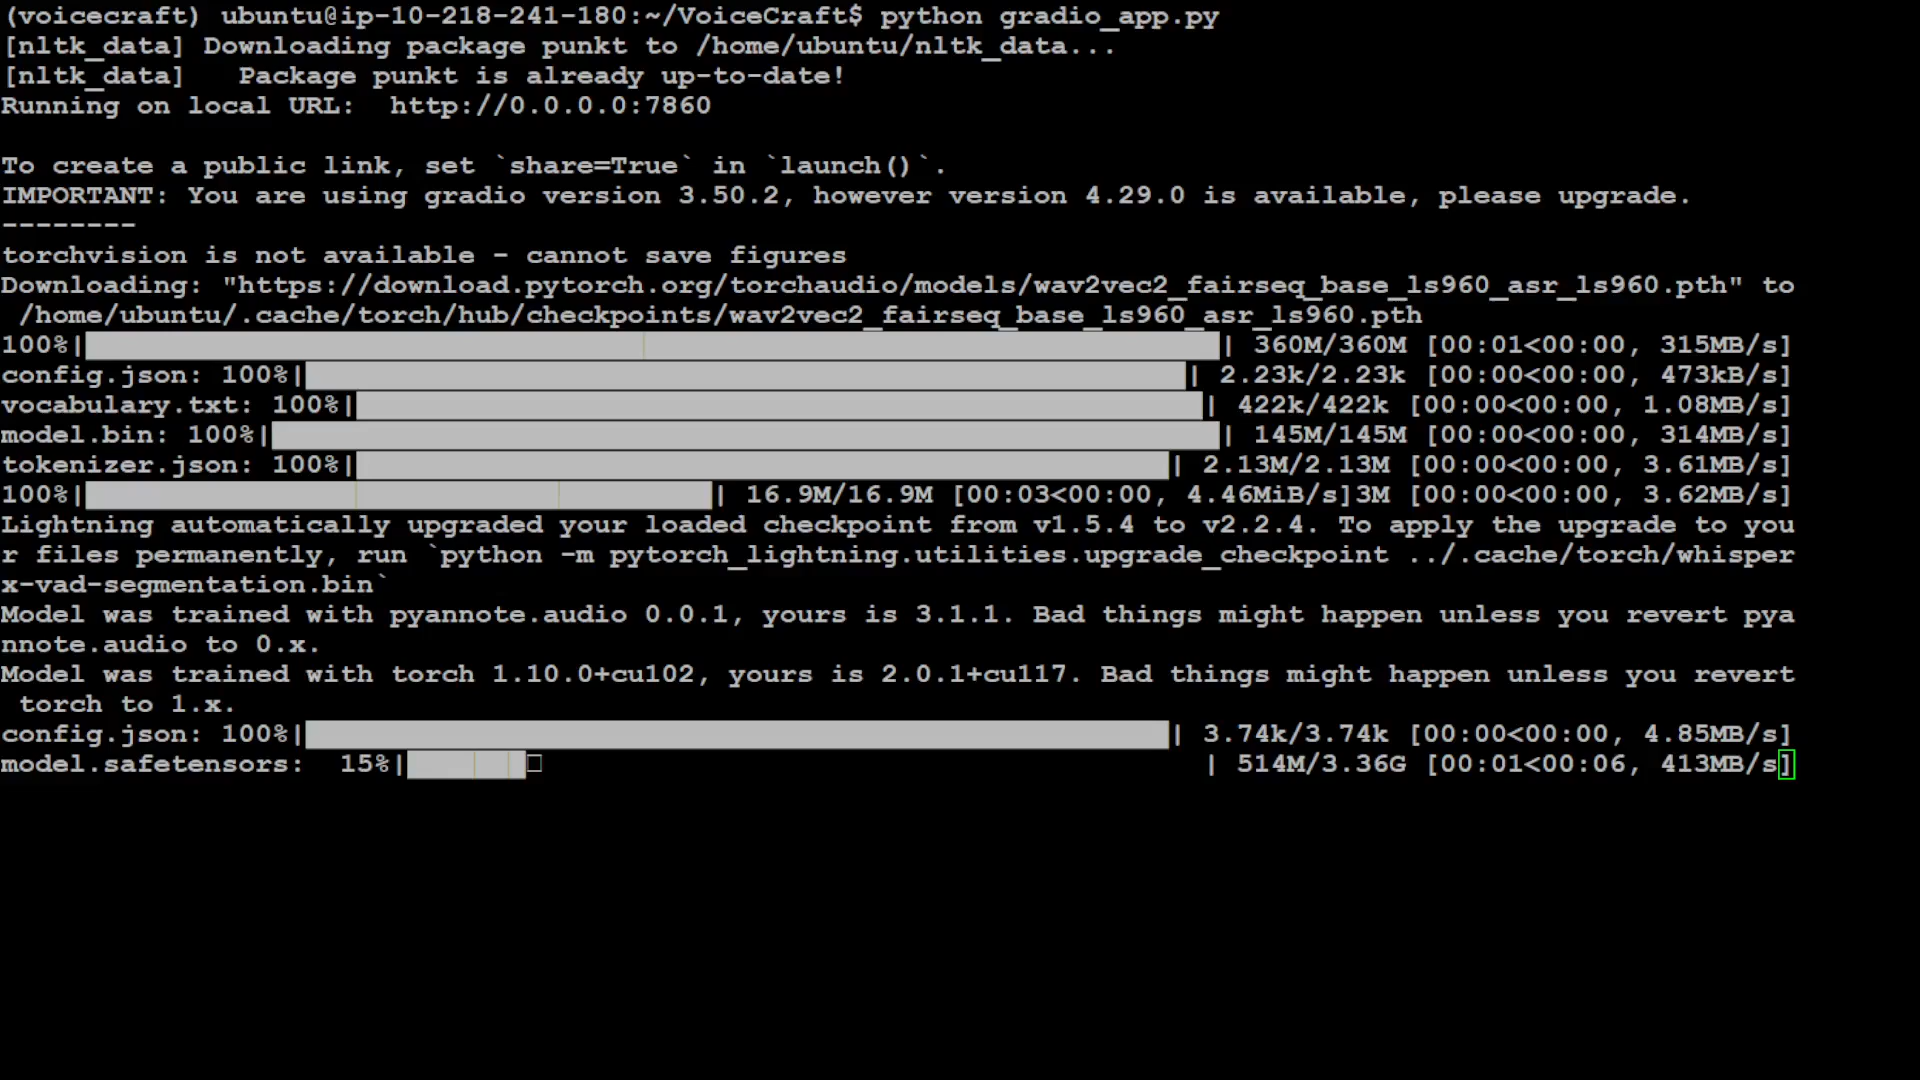 (voicecraft) ubuntu@ip-10-218-241-180:~/VoiceCraft$ python gradio_app.py
[nltk_data] Downloading package punkt to /home/ubuntu/nltk_data...
[nltk_data]   Package punkt is already up-to-date!
Running on local URL:  http://0.0.0.0:7860
To create a public link, set `share=True` in `launch()`.
IMPORTANT: You are using gradio version 3.50.2, however version 4.29.0 is available, please upgrade.
--------
torchvision is not available - cannot save figures
Downloading: "https://download.pytorch.org/torchaudio/models/wav2vec2_fairseq_base_ls960_asr_ls960.pth" to
 /home/ubuntu/.cache/torch/hub/checkpoints/wav2vec2_fairseq_base_ls960_asr_ls960.pth
100%| | 360M/360M [00:01<00:00, 315MB/s]
config.json: 100%| | 2.23k/2.23k [00:00<00:00, 473kB/s]
vocabulary.txt: 100%| | 422k/422k [00:00<00:00, 1.08MB/s]
model.bin: 100%| | 145M/145M [00:00<00:00, 314MB/s]
tokenizer.json: 100%| | 2.13M/2.13M [00:00<00:00, 3.61MB/s]
100%| | 16.9M/16.9M [00:03<00:00, 4.46MiB/s]3M [00:00<00:00, 3.62MB/s]
Lightning automatically upgraded your loaded checkpoint from v1.5.4 to v2.2.4. To apply the upgrade to you
r files permanently, run `python -m pytorch_lightning.utilities.upgrade_checkpoint ../.cache/torch/whisper
x-vad-segmentation.bin`
Model was trained with pyannote.audio 0.0.1, yours is 3.1.1. Bad things might happen unless you revert pya
nnote.audio to 0.x.
Model was trained with torch 1.10.0+cu102, yours is 2.0.1+cu117. Bad things might happen unless you revert
 torch to 1.x.
config.json: 100%| | 3.74k/3.74k [00:00<00:00, 4.85MB/s]
model.safetensors:  15%| | 514M/3.36G [00:01<00:06, 413MB/s]